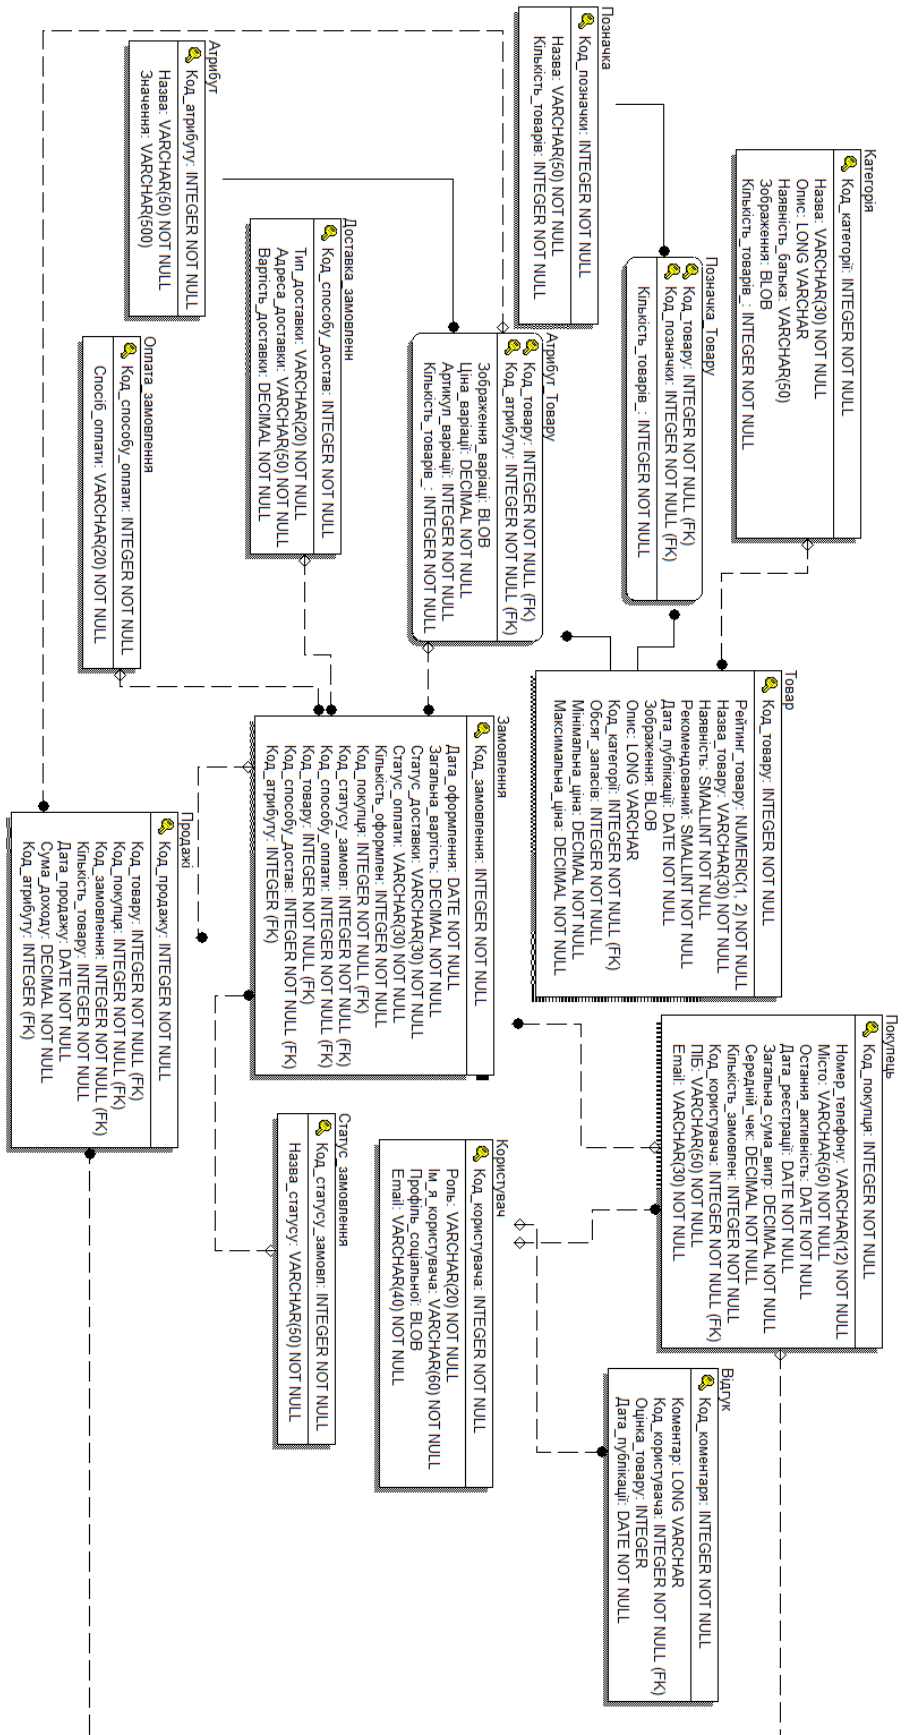 Категорія
Код_категорії: INTEGER NOT NULL
Назва: VARCHAR(30) NOT NULL
Опис: LONG VARCHAR
Наявність_батька: VARCHAR(50)
Зображення: BLOB
Кількість_товарів_: INTEGER NOT NULL
Позначка
Код_позначки: INTEGER NOT NULL
Назва: VARCHAR(50) NOT NULL
Кількість_товарів: INTEGER NOT NULL
Позначка_Товару
Код_товару: INTEGER NOT NULL (FK)
Код_позначки: INTEGER NOT NULL (FK)
Кількість_товарів_: INTEGER NOT NULL
Атрибут
Код_атрибуту: INTEGER NOT NULL
Назва: VARCHAR(50) NOT NULL
Значення: VARCHAR(500)
Атрибут_Товару
Код_товару: INTEGER NOT NULL (FK)
Код_атрибуту: INTEGER NOT NULL (FK)
Зображення_варіаці: BLOB
Ціна_варіації: DECIMAL NOT NULL
Артикул_варіації: INTEGER NOT NULL
Кількість_товарів_: INTEGER NOT NULL
Доставка_замовленн
Код_способу_достав: INTEGER NOT NULL
Тип_доставки: VARCHAR(20) NOT NULL
Адреса_доставки: VARCHAR(50) NOT NULL
Вартість_доставки: DECIMAL NOT NULL
Оплата_замовлення
Код_способу_оплати: INTEGER NOT NULL
Спосіб_оплати: VARCHAR(20) NOT NULL
Товар
Код_товару: INTEGER NOT NULL
Рейтинг_товару: NUMERIC(1, 2) NOT NULL
Назва_товару: VARCHAR(30) NOT NULL
Наявність: SMALLINT NOT NULL
Рекомендований: SMALLINT NOT NULL
Дата_публікації: DATE NOT NULL
Зображення: BLOB
Опис: LONG VARCHAR
Код_категорії: INTEGER NOT NULL (FK)
Обсяг_запасів: INTEGER NOT NULL
Мінімальна_ціна: DECIMAL NOT NULL
Максимальна_ціна: DECIMAL NOT NULL
Замовлення
Код_замовлення: INTEGER NOT NULL
Дата_оформлення: DATE NOT NULL
Загальна_вартість: DECIMAL NOT NULL
Статус_доставки: VARCHAR(30) NOT NULL
Статус_оплати: VARCHAR(30) NOT NULL
Кількість_оформлен: INTEGER NOT NULL
Код_покупця: INTEGER NOT NULL (FK)
Код_статусу_замовл: INTEGER NOT NULL (FK)
Код_способу_оплати: INTEGER NOT NULL (FK)
Код_товару: INTEGER NOT NULL (FK)
Код_способу_достав: INTEGER NOT NULL (FK)
Код_атрибуту: INTEGER (FK)
Продажі
Код_продажу: INTEGER NOT NULL
Код_товару: INTEGER NOT NULL (FK)
Код_покупця: INTEGER NOT NULL (FK)
Код_замовлення: INTEGER NOT NULL (FK)
Кількість_товару: INTEGER NOT NULL
Дата_продажу: DATE NOT NULL
Сума_доходу: DECIMAL NOT NULL
Код_атрибуту: INTEGER (FK)
Покупець
Код_покупця: INTEGER NOT NULL
Номер_телефону: VARCHAR(12) NOT NULL
Місто: VARCHAR(50) NOT NULL
Остання_активність: DATE NOT NULL
Дата_реєстрації: DATE NOT NULL
Загальна_сума_витр: DECIMAL NOT NULL
Середній_чек: DECIMAL NOT NULL
Кількість_замовлен: INTEGER NOT NULL
Код_користувача: INTEGER NOT NULL (FK)
ПІБ: VARCHAR(50) NOT NULL
Email: VARCHAR(30) NOT NULL
Статус_замовлення
Код_статусу_замовл: INTEGER NOT NULL
Назва_статусу: VARCHAR(50) NOT NULL
Користувач
Код_користувача: INTEGER NOT NULL
Роль: VARCHAR(20) NOT NULL
Ім_я_користувача: VARCHAR(60) NOT NULL
Профіль_соціальної: BLOB
Email: VARCHAR(40) NOT NULL
Відгук
Код_коментаря: INTEGER NOT NULL
Коментар: LONG VARCHAR
Код_користувача: INTEGER NOT NULL (FK)
Оцінка_товару: INTEGER
Дата_публікації: DATE NOT NULL